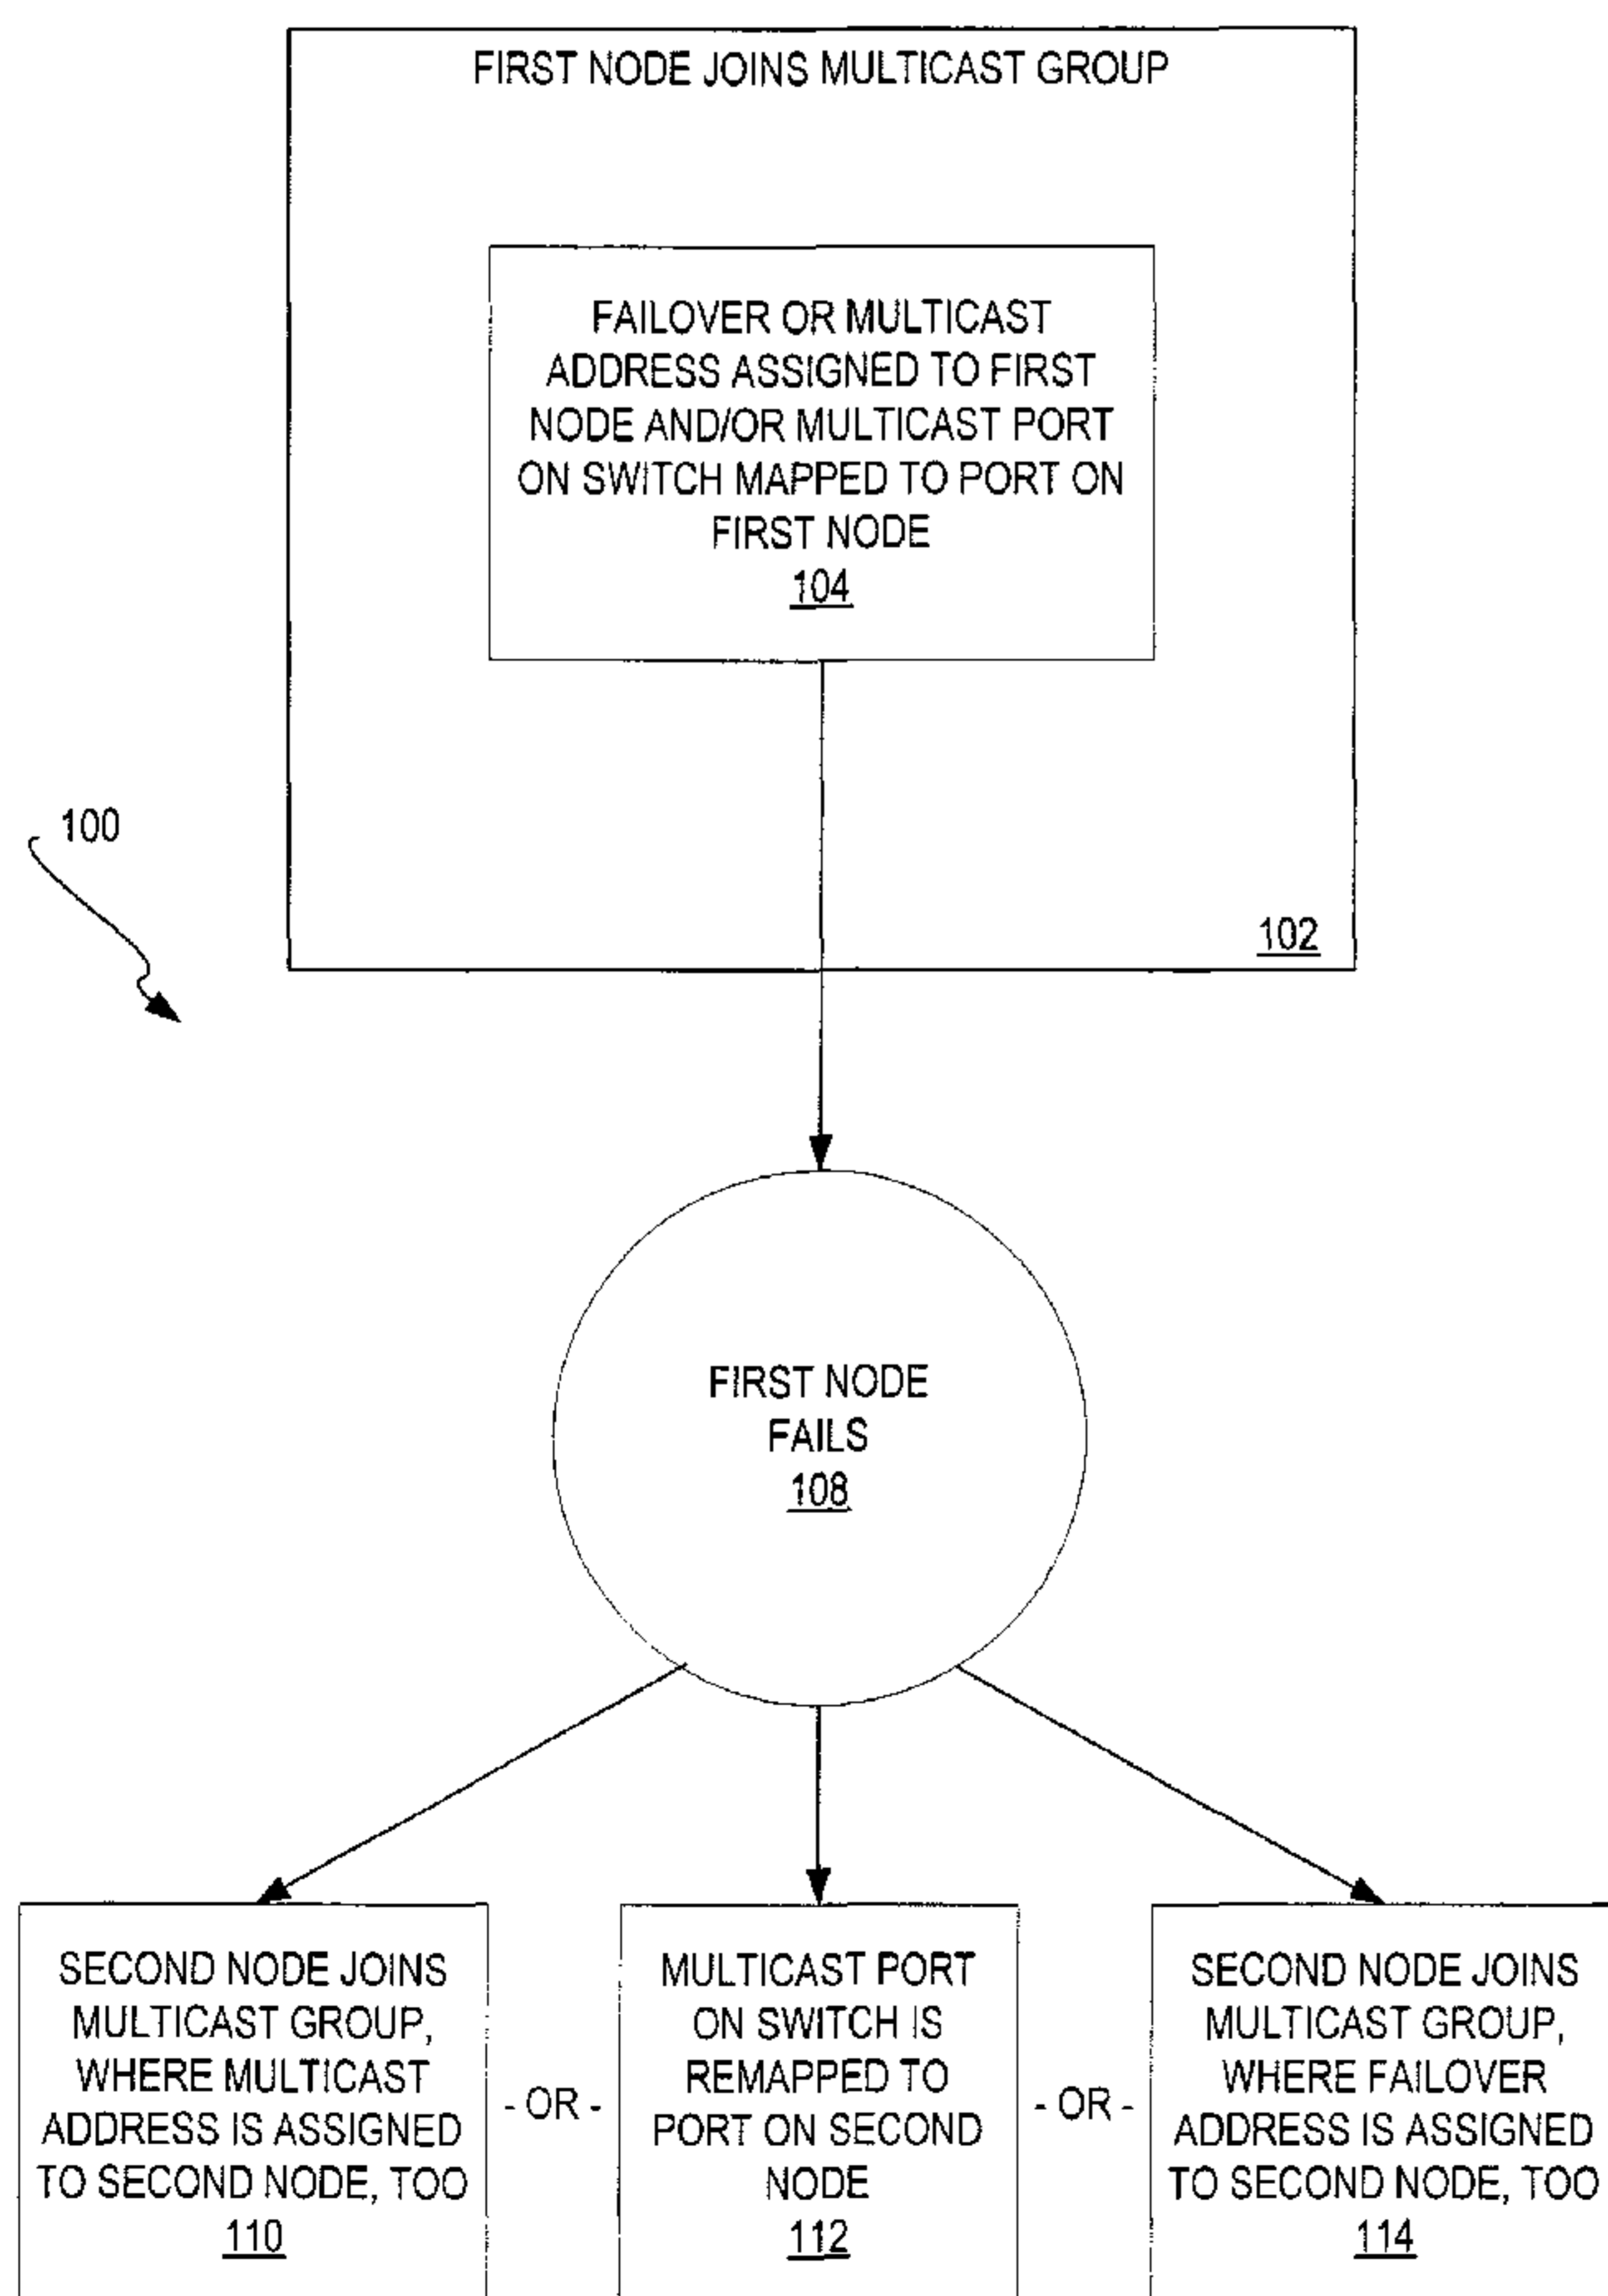 FIRST NODE JOINS MULTICAST GROUP
FAILOVER OR MULTICAST
ADDRESS ASSIGNED TO FIRST
NODE AND/OR MULTICAST PORT
ON SWITCH MAPPED TO PORT ON
FIRST NODE
104
100
102
FIRST NODE
FAILS
108
SECOND NODE JOINS
MULTICAST GROUP,
WHERE MULTICAST
ADDRESS IS ASSIGNED
TO SECOND NODE, TOO
110
- OR -
MULTICAST PORT
ON SWITCH IS
REMAPPED TO
PORT ON SECOND
NODE
112
- OR -
SECOND NODE JOINS
MULTICAST GROUP,
WHERE FAILOVER
ADDRESS IS ASSIGNED
TO SECOND NODE, TOO
114